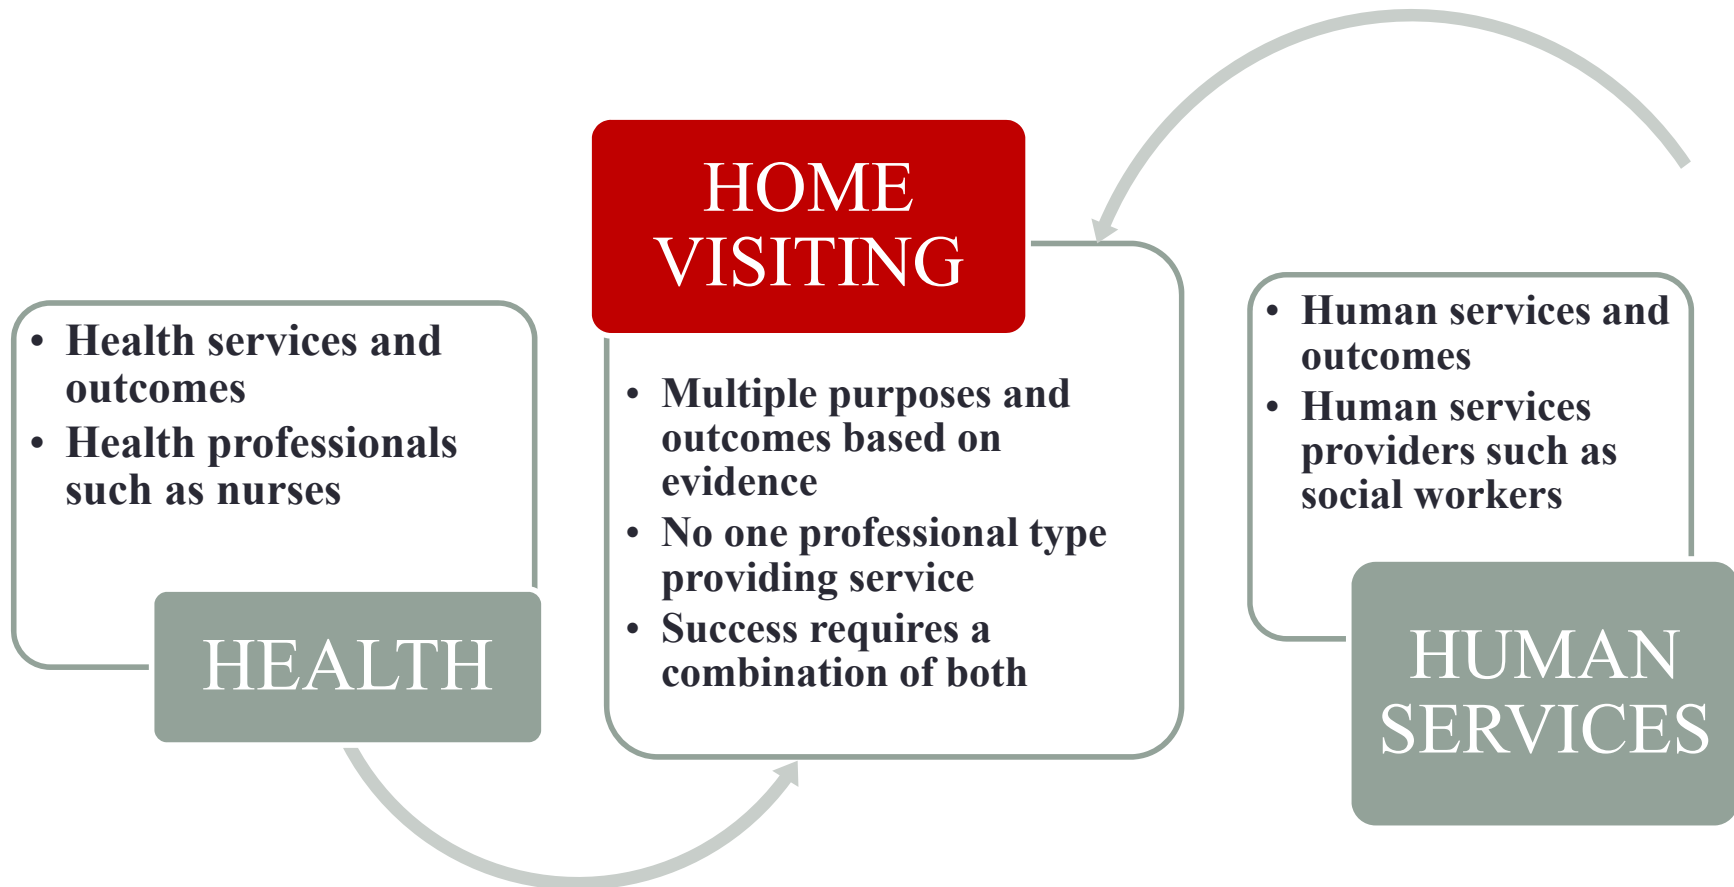 • Health services and
outcomes
• Health professionals
such as nurses
HEALTH
HOME
VISITING
• Multiple purposes and
outcomes based on
evidence
• No one professional type
providing service
• Success requires a
combination of both
• Human services and
outcomes
• Human services
providers such as
social workers
HUMAN
SERVICES